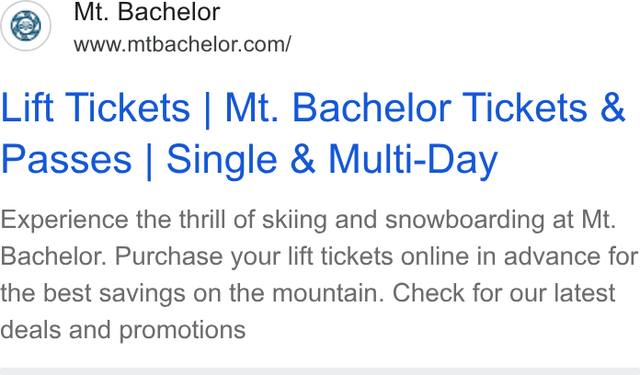 Mt. Bachelor
www.mtbachelor.com/
Lift Tickets | Mt. Bachelor Tickets &
Passes | Single & Multi-Day
Experience the thrill of skiing and snowboarding at Mt.
Bachelor. Purchase your lift tickets online in advance for
the best savings on the mountain. Check for our latest
deals and promotions